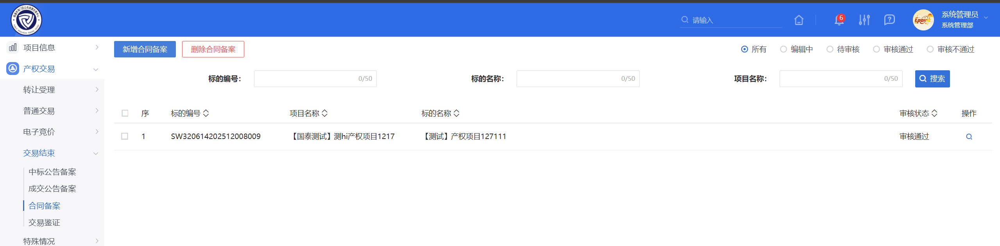 请输入
6
系统管理员
系统管理部
项目信息
产权交易
转让受理
普通交易
电子竞价
交易结束
中标公告备案
成交公告备案
合同备案
交易鉴证
特殊情况
新增合同备案 删除合同备案 所有 编辑中 待审核 审核通过 审核不通过
标的编号： 0/50 标的名称： 0/50 项目名称： 0/50 搜索
序 标的编号 项目名称 标的名称 审核状态 操作
1 SW320614202512008009 【国泰测试】测hi产权项目1217 【测试】产权项目127111 审核通过
Epoint